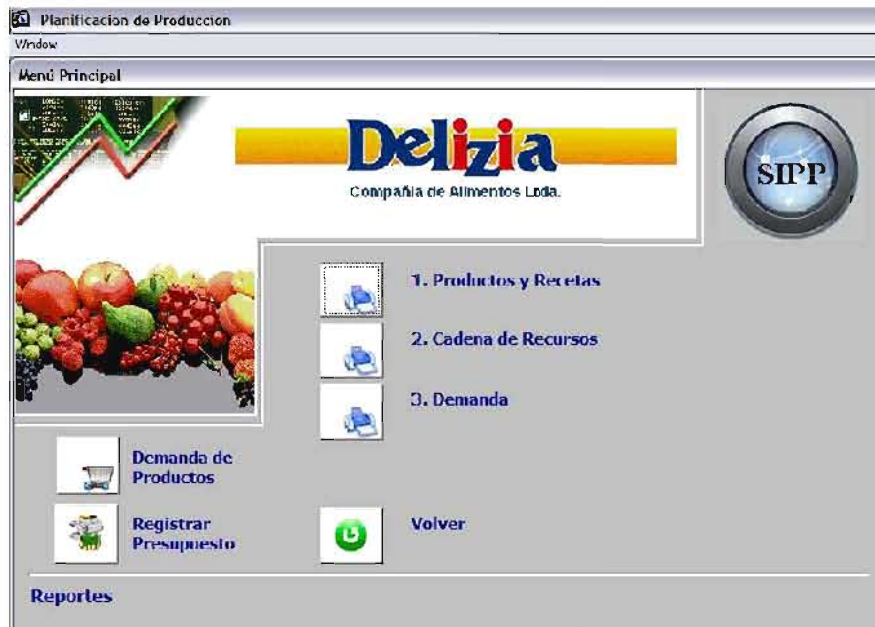 Planificacion de Produccion
Window
Menú Principal
Delizia
Compañia de Alimentos Ltda.
SIPP
1. Productos y Recetas
2. Cadena de Recursos
3. Demanda
Demanda de
Productos
Registrar
Presupuesto
Volver
Reportes